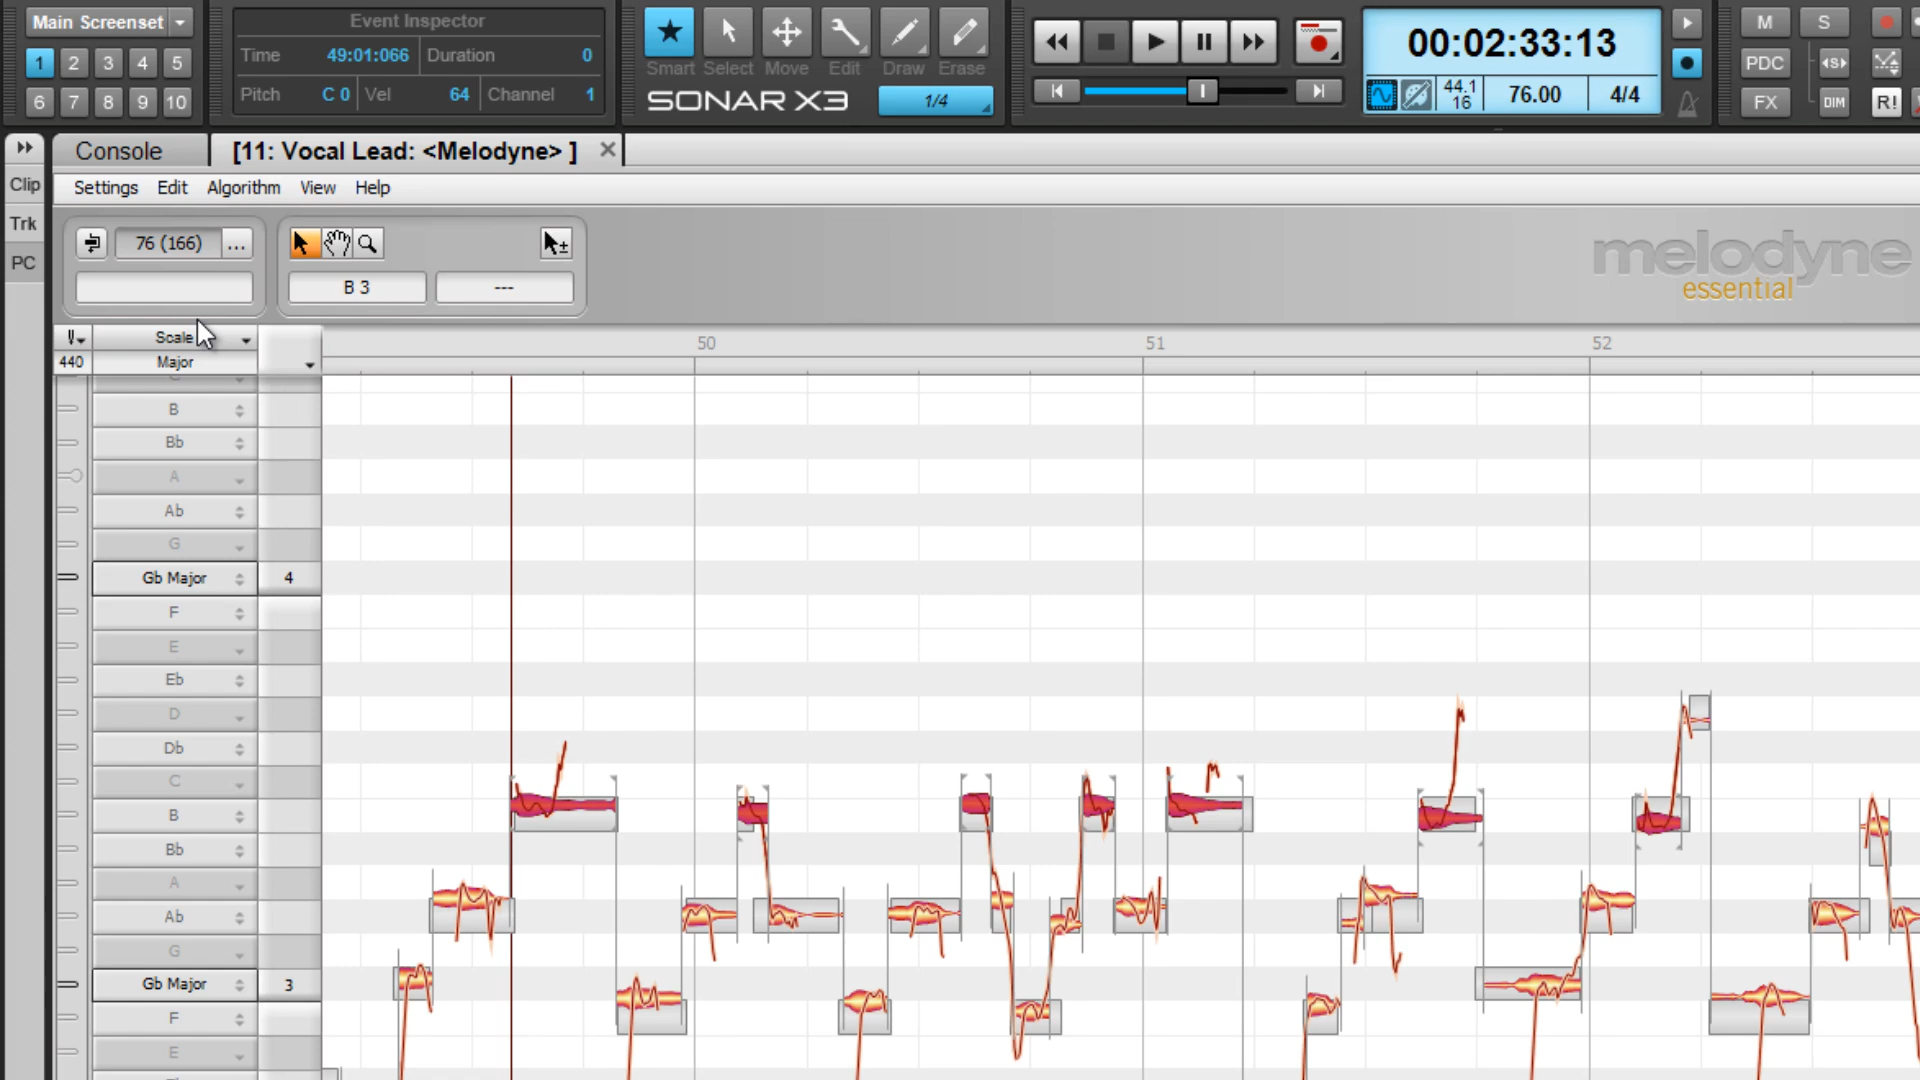 Main Screenset
1 2 3 4 5
6 7 8 9 10
Event Inspector
Time 49:01:066 Duration 0
Pitch C 0 Vel 64 Channel 1
Smart Select Move Edit Draw Erase
SONAR X3
1/4
00:02:33:13
44.1
16
76.00
4/4
M S
PDC
FX DIM R!
Console [11: Vocal Lead: <Melodyne> ]
Clip
Trk
PC
Settings Edit Algorithm View Help
76 (166) ...
B 3 ---
melodyne
essential
Scale
440 Major
50 51 52
B
Bb
A
Ab
G
Gb Major 4
F
E
Eb
D
Db
C
B
Bb
A
Ab
G
Gb Major 3
F
E